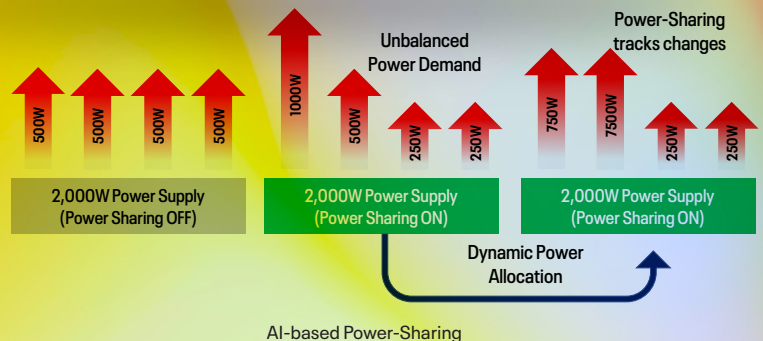 Unbalanced
Power Demand
Power-Sharing
tracks changes
500W
500W
500W
500W
1000W
500W
250W
250W
750W
7500W
250W
250W
2,000W Power Supply
(Power Sharing OFF)
2,000W Power Supply
(Power Sharing ON)
2,000W Power Supply
(Power Sharing ON)
Dynamic Power
Allocation
AI-based Power-Sharing